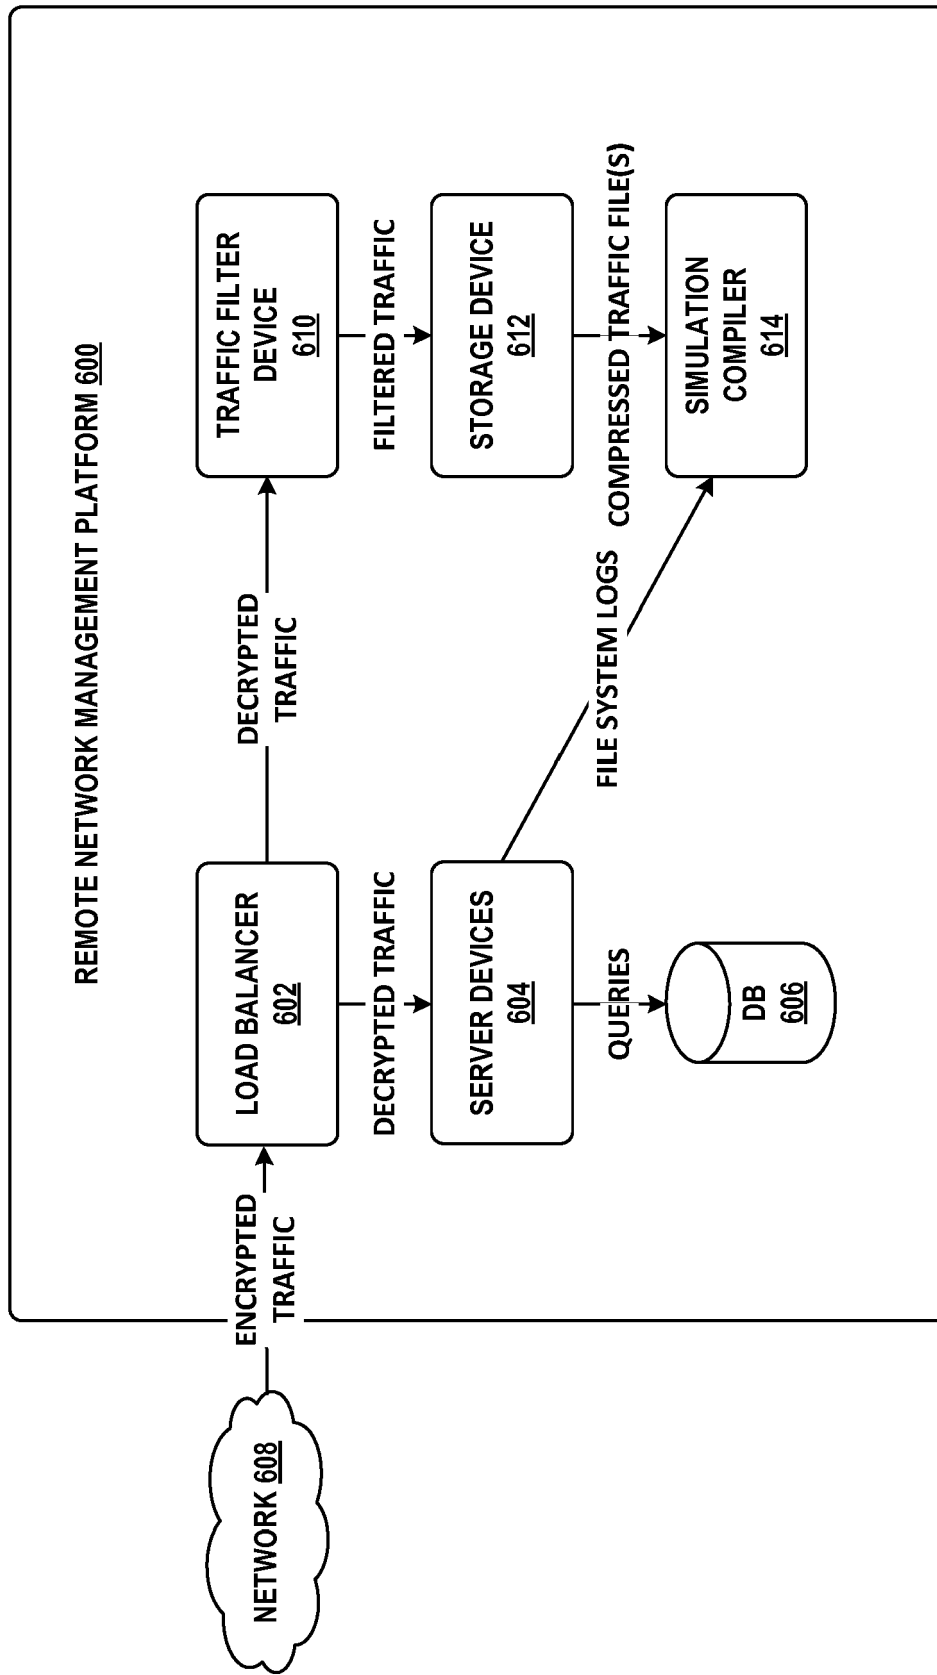 REMOTE NETWORK MANAGEMENT PLATFORM 600
NETWORK 608
ENCRYPTED
TRAFFIC
LOAD BALANCER
602
DECRYPTED
TRAFFIC
TRAFFIC FILTER
DEVICE
610
DECRYPTED TRAFFIC
FILTERED TRAFFIC
SERVER DEVICES
604
STORAGE DEVICE
612
FILE SYSTEM LOGS
QUERIES
COMPRESSED TRAFFIC FILE(S)
DB
606
SIMULATION
COMPILER
614